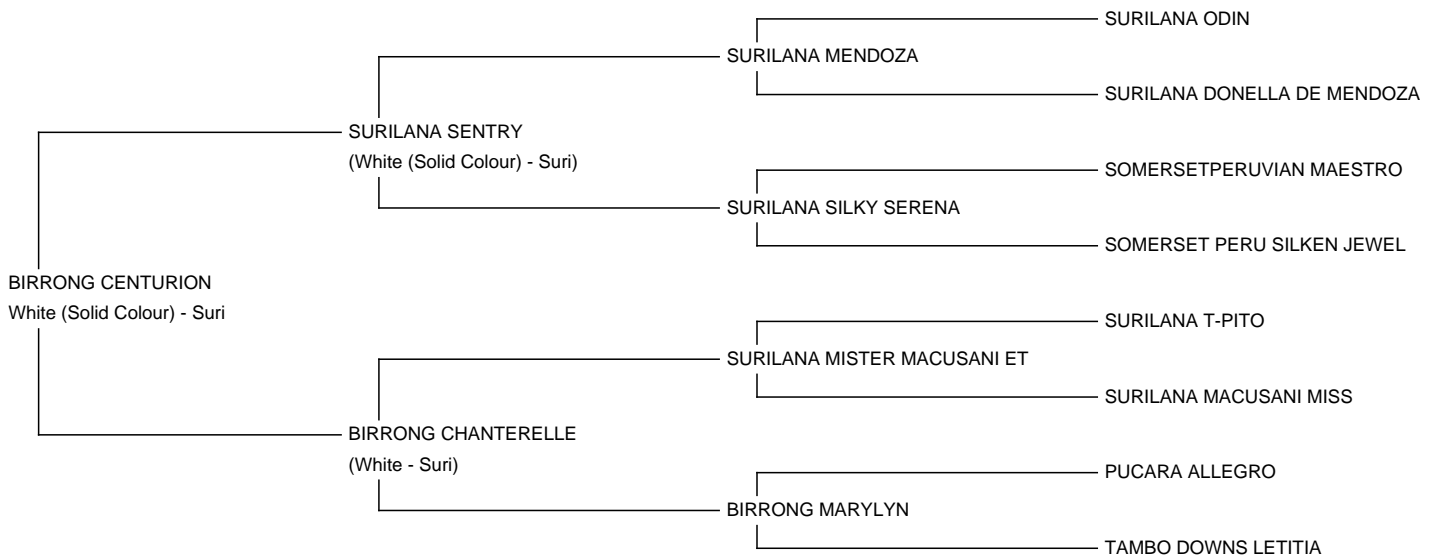 SURILANA ODIN
SURILANA MENDOZA
SURILANA DONELLA DE MENDOZA
SURILANA SENTRY
(White (Solid Colour) - Suri)
SOMERSETPERUVIAN MAESTRO
SURILANA SILKY SERENA
SOMERSET PERU SILKEN JEWEL
BIRRONG CENTURION
White (Solid Colour) - Suri
SURILANA T-PITO
SURILANA MISTER MACUSANI ET
SURILANA MACUSANI MISS
BIRRONG CHANTERELLE
(White - Suri)
PUCARA ALLEGRO
BIRRONG MARYLYN
TAMBO DOWNS LETITIA